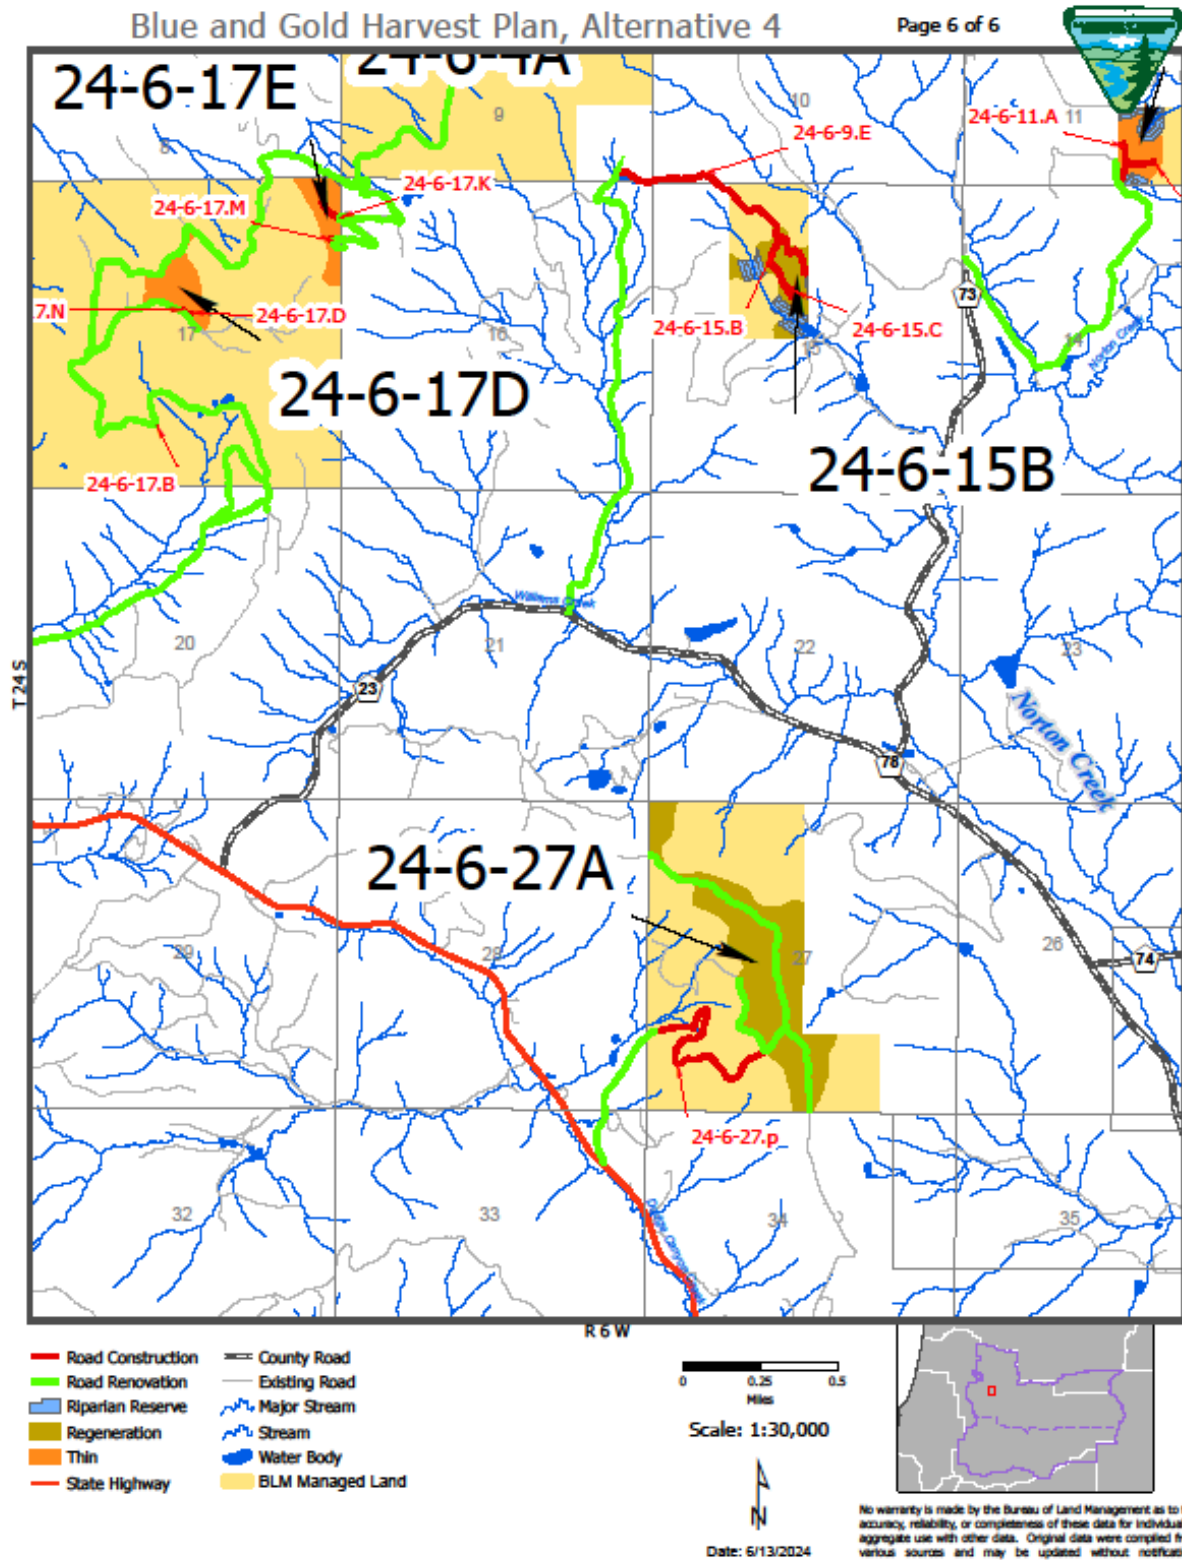 Blue and Gold Harvest Plan, Alternative 4
Page 6 of 6
24-6-17E
24-6-4A
8
9
10
11
24-6-9.E
24-6-11.A
24-6-17.K
24-6-17.M
7.N
24-6-17.D
17
16
73
24-6-15.B
24-6-15.C
15
14
Norton Creek
24-6-17D
24-6-15B
24-6-17.B
Williams Creek
20
21
22
23
T 24 S
23
Norton Creek
78
24-6-27A
29
28
27
26
74
24-6-27.p
32
33
34
35
R 6 W
Road Construction
Road Renovation
Riparian Reserve
Regeneration
Thin
State Highway
County Road
Existing Road
Major Stream
Stream
Water Body
BLM Managed Land
0 0.25 0.5
Miles
Scale: 1:30,000
N
Date: 6/13/2024
No warranty is made by the Bureau of Land Management as to
accuracy, reliability, or completeness of these data for individual
aggregate use with other data. Original data were compiled
various sources and may be updated without